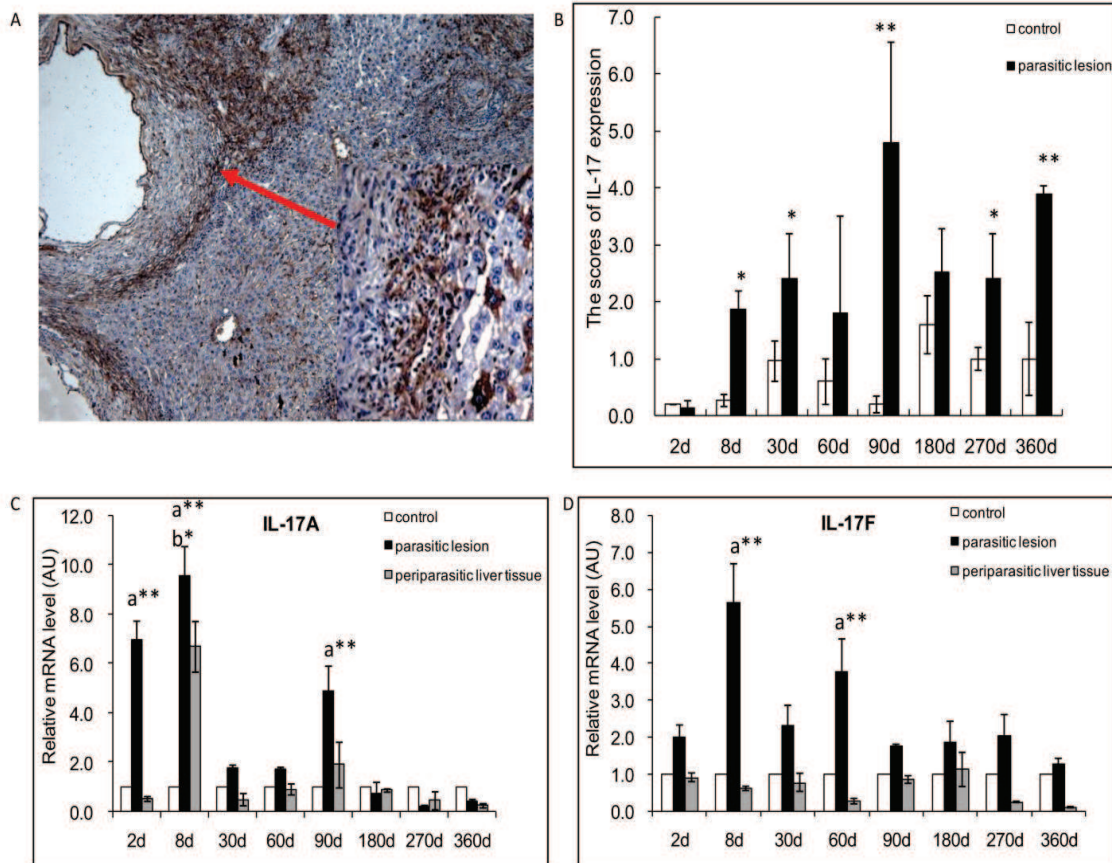 A
B
The scores of IL-17 expression
7.0
6.0
5.0
4.0
3.0
2.0
1.0
0.0
control
parasitic lesion
*
*
**
*
**
2d 8d 30d 60d 90d 180d 270d 360d
C
IL-17A
Relative mRNA level (AU)
12.0
10.0
8.0
6.0
4.0
2.0
0.0
control
parasitic lesion
periparasitic liver tissue
a**
a**
b*
a**
2d 8d 30d 60d 90d 180d 270d 360d
D
IL-17F
Relative mRNA level (AU)
8.0
7.0
6.0
5.0
4.0
3.0
2.0
1.0
0.0
control
parasitic lesion
periparasitic liver tissue
a**
a**
2d 8d 30d 60d 90d 180d 270d 360d